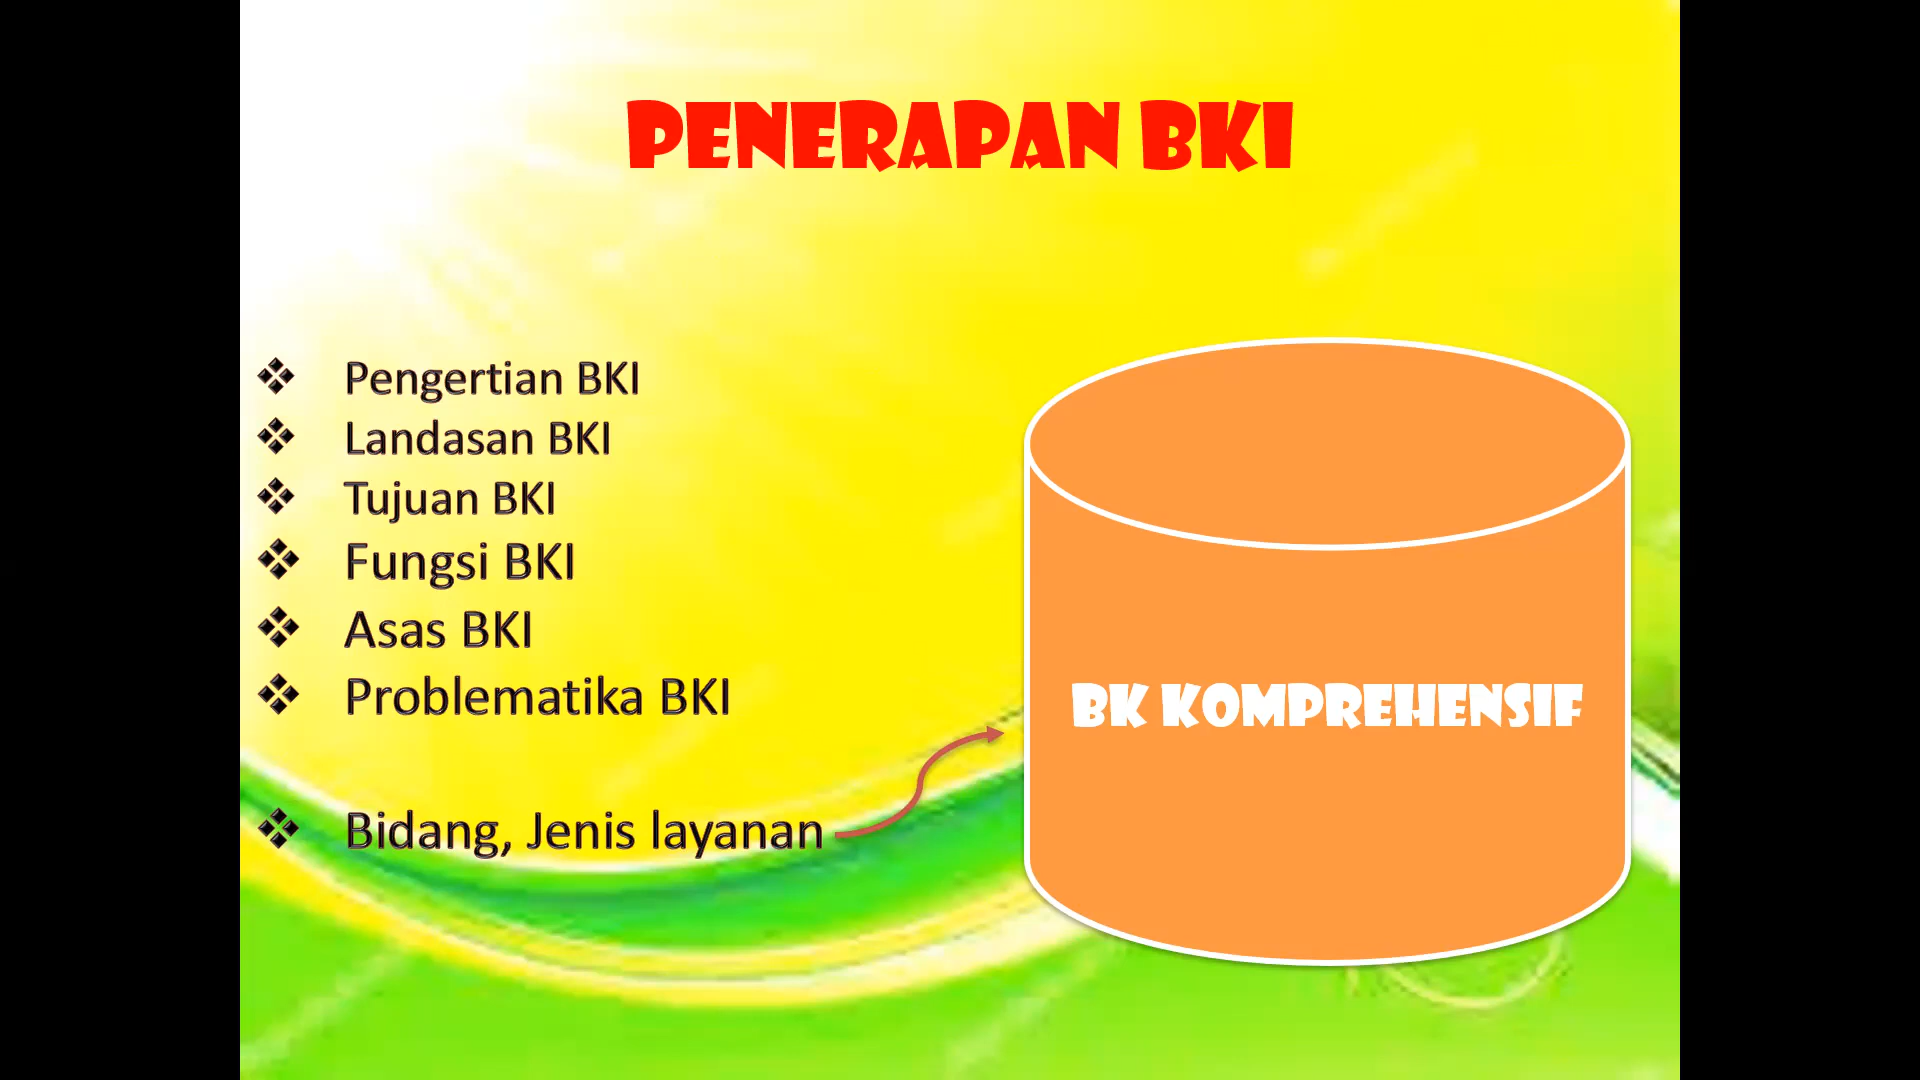 PENERAPAN BKI
Pengertian BKI
Landasan BKI
Tujuan BKI
Fungsi BKI
Asas BKI
Problematika BKI
Bidang, Jenis layanan
BK KOMPREHENSIF